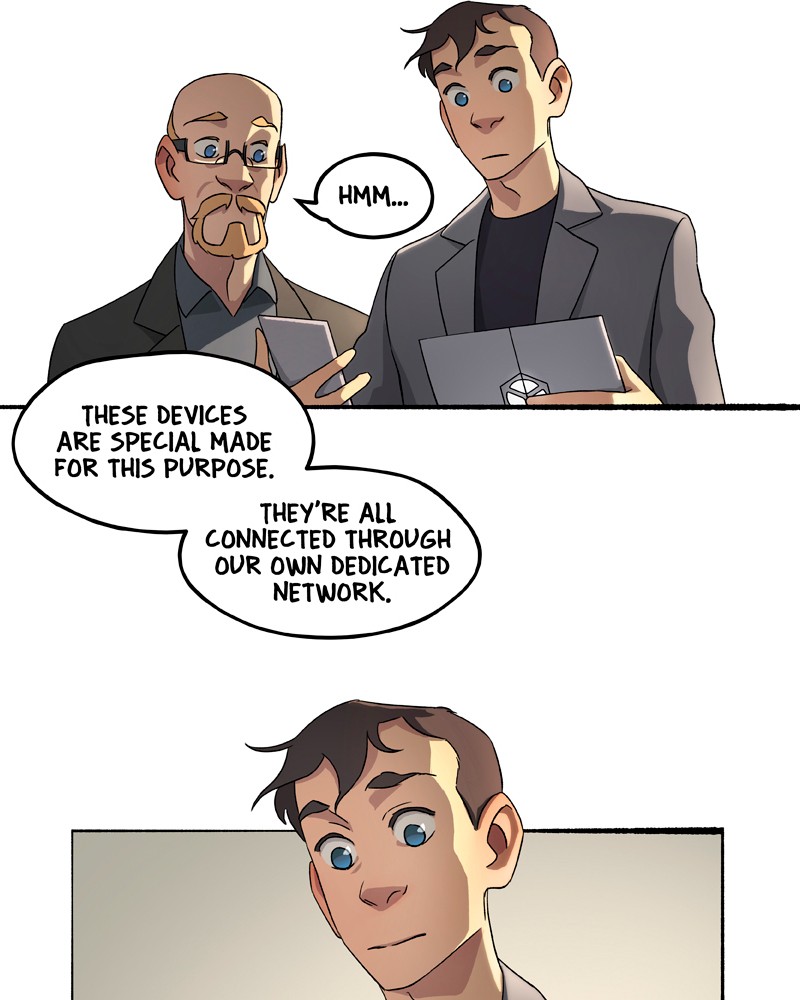 HMM...
THESE DEVICES
ARE SPECIAL MADE
FOR THIS PURPOSE.
THEY'RE ALL
CONNECTED THROUGH
OUR OWN DEDICATED
NETWORK.